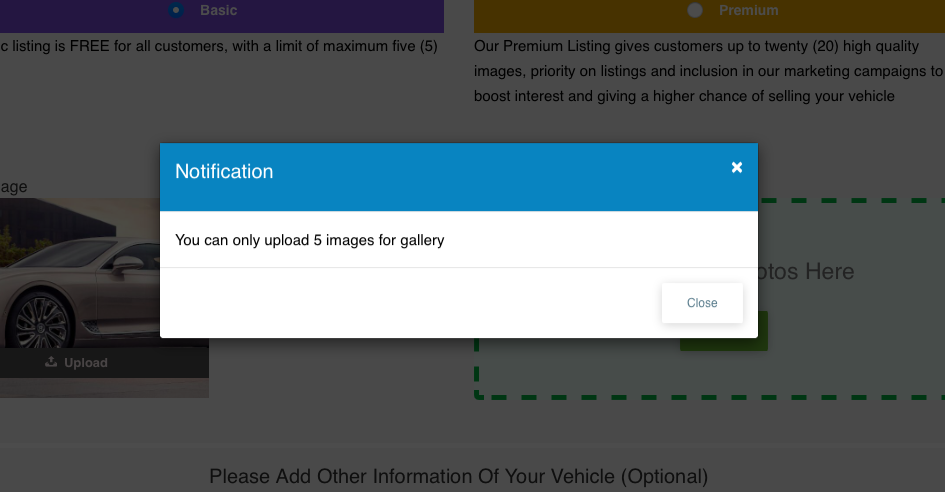 Basic
Premium
c listing is FREE for all customers, with a limit of maximum five (5)
Our Premium Listing gives customers up to twenty (20) high quality
images, priority on listings and inclusion in our marketing campaigns to
boost interest and giving a higher chance of selling your vehicle
Notification
×
age
You can only upload 5 images for gallery
otos Here
Close
Upload
Please Add Other Information Of Your Vehicle (Optional)